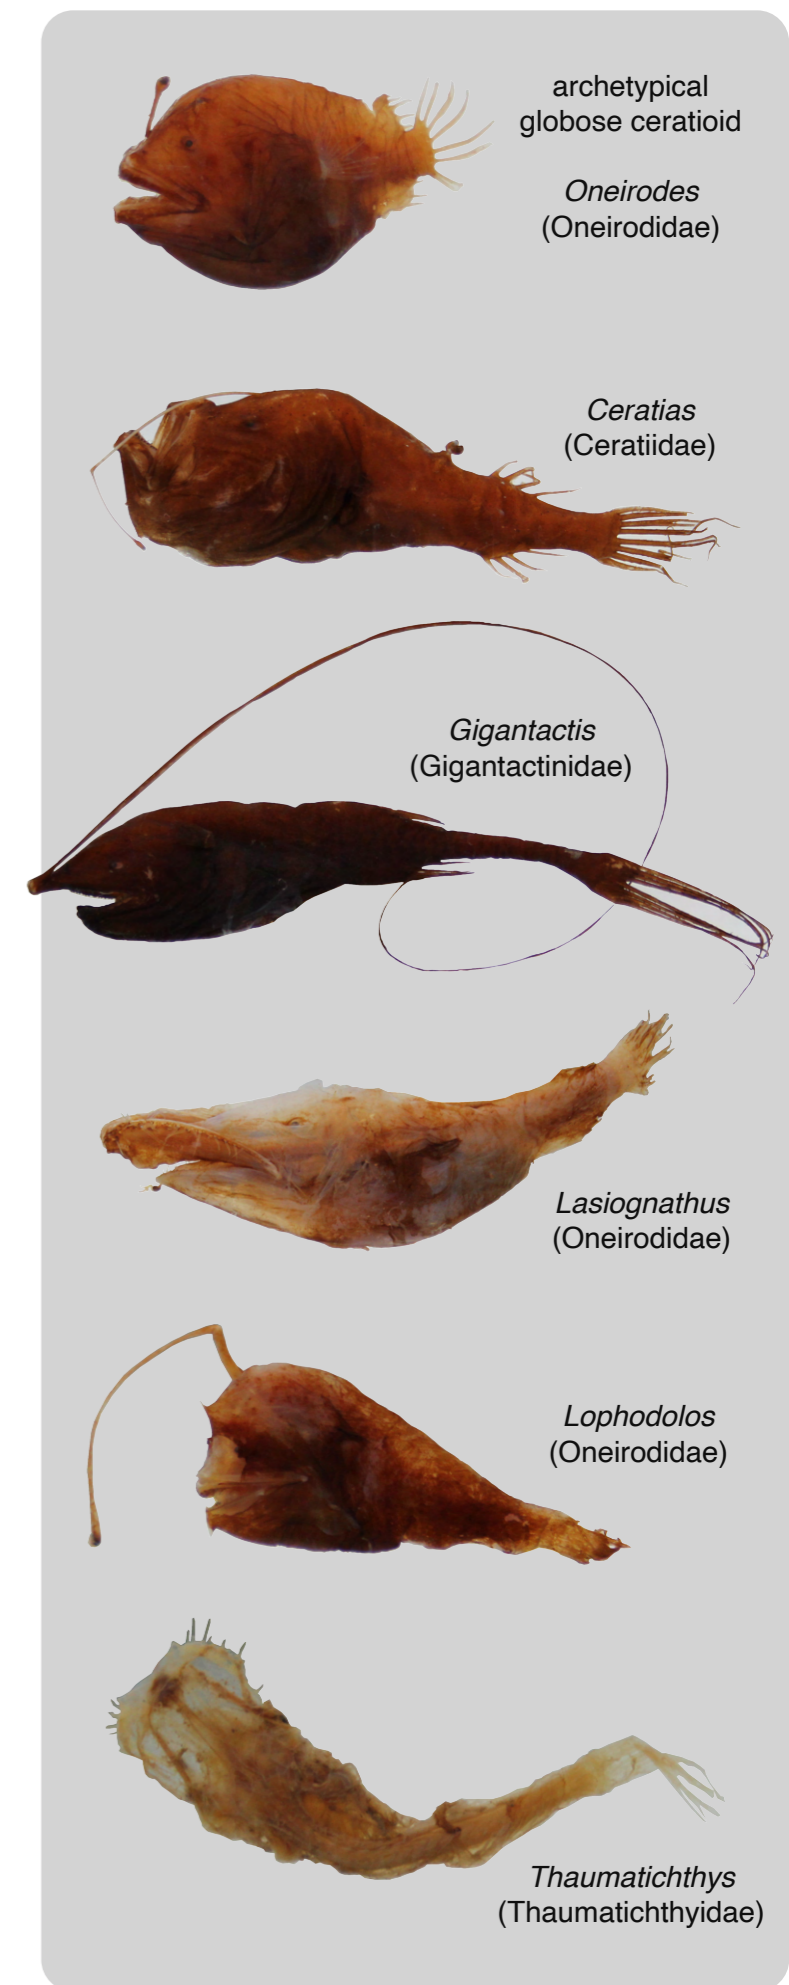 archetypical
globose ceratioid
Oneirodes
(Oneirodidae)
Ceratias
(Ceratiidae)
Gigantactis
(Gigantactinidae)
Lasiognathus
(Oneirodidae)
Lophodolos
(Oneirodidae)
Thaumatichthys
(Thaumatichthyidae)